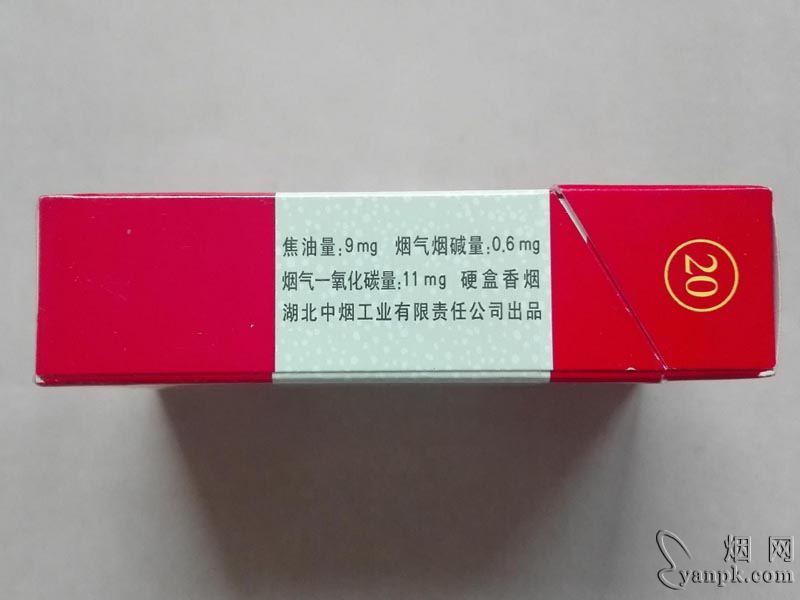 焦油量:9mg 烟气烟碱量:0.6mg
烟气一氧化碳量:11mg 硬盒香烟
湖北中烟工业有限责任公司出品
20
烟网
yanpk.com